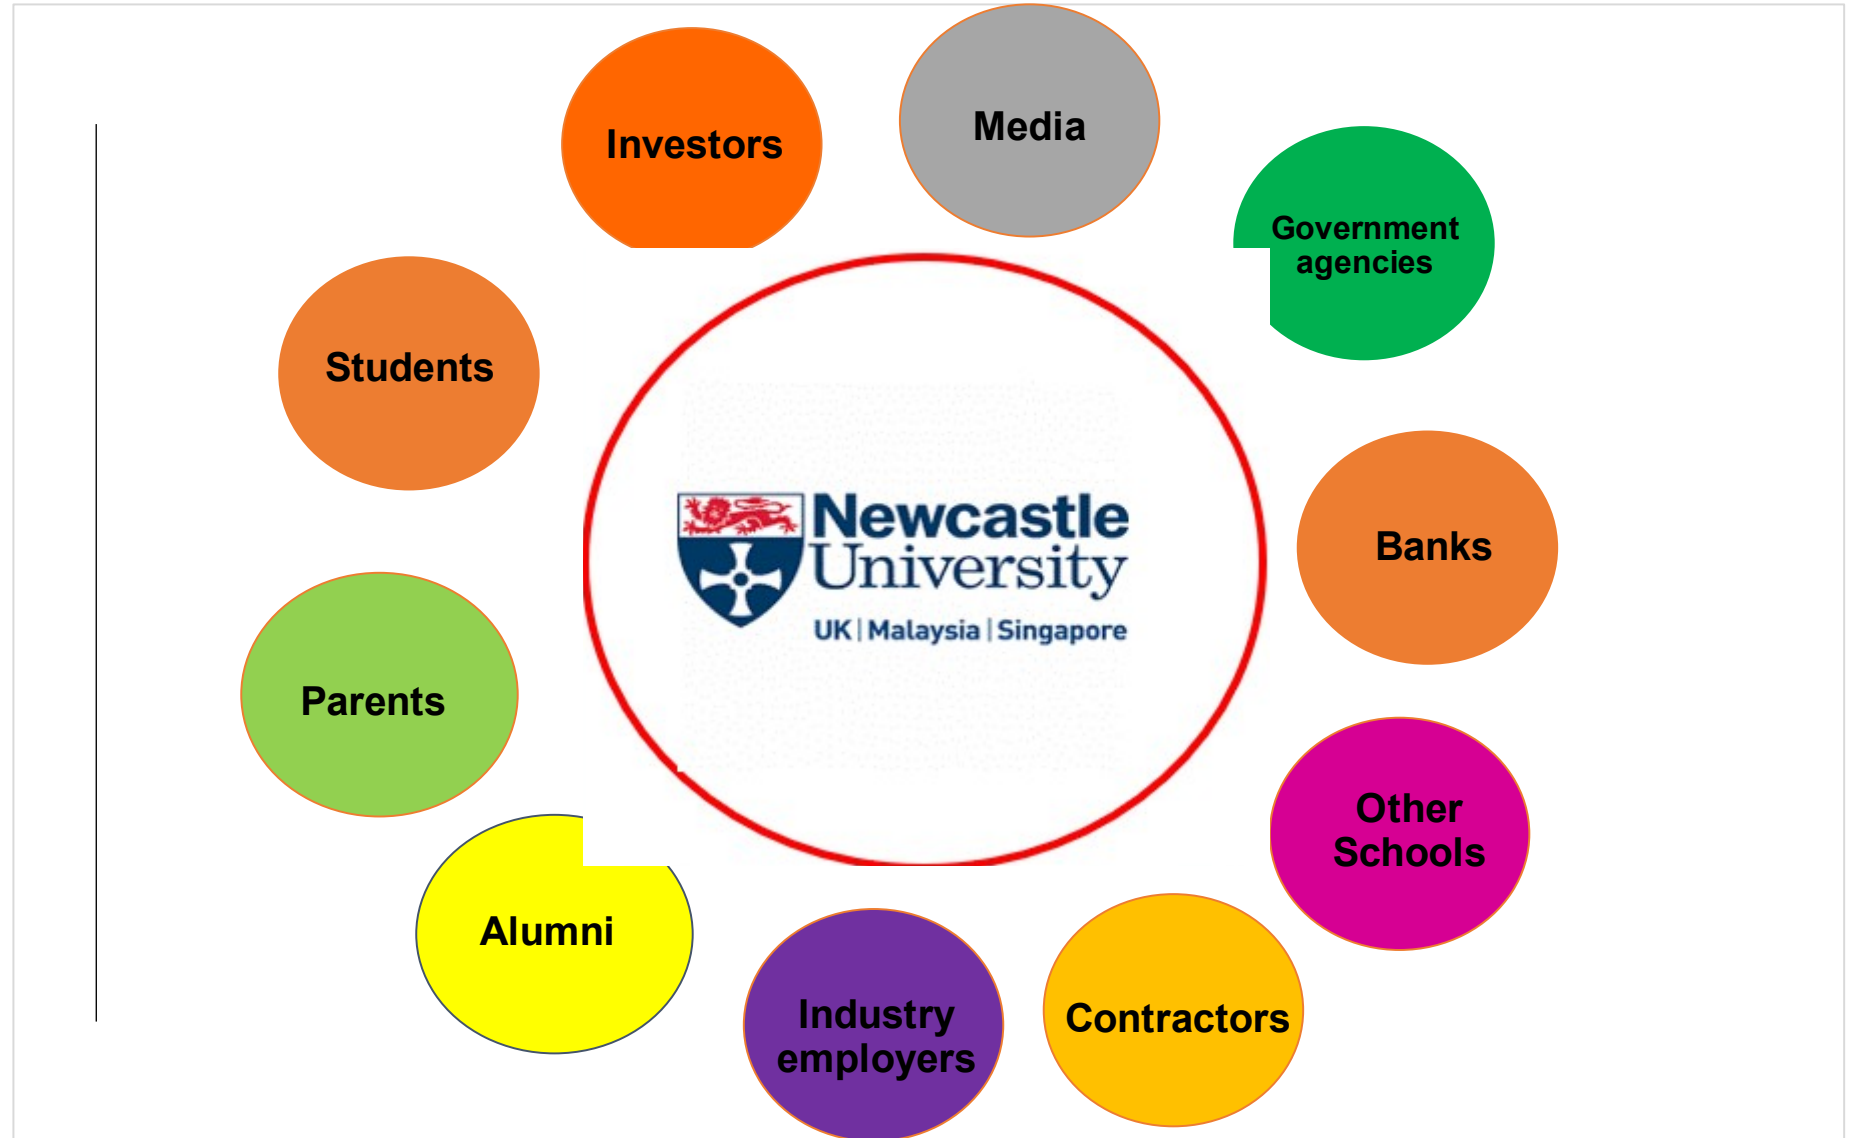 Investors
Media
Government
agencies
Students
Newcastle
University
UK | Malaysia | Singapore
Banks
Parents
Other
Schools
Alumni
Industry
employers
Contractors